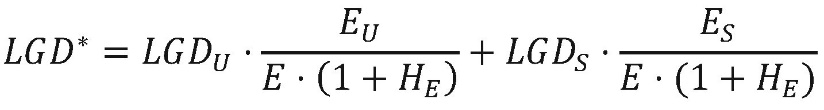 LGD* = LGD_U · E_U / (E · (1 + H_E)) + LGD_S · E_S / (E · (1 + H_E))